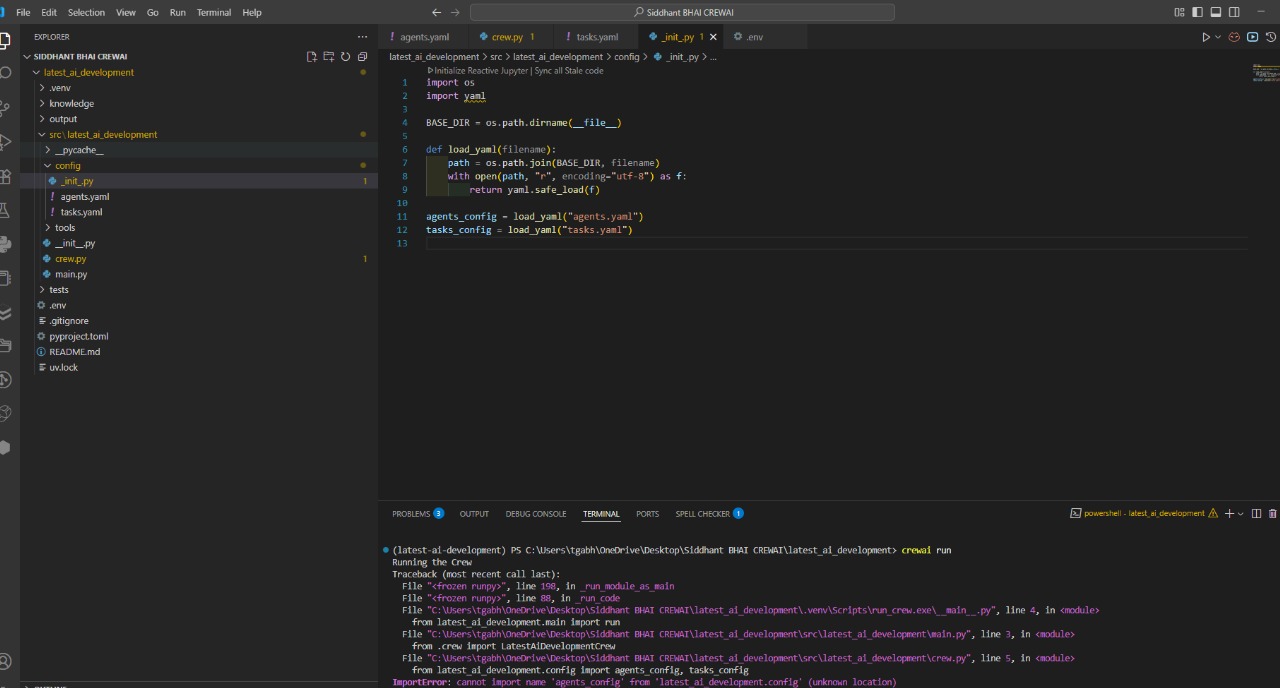 File Edit Selection View Go Run Terminal Help
Siddhant BHAI CREWAI
EXPLORER
SIDDHANT BHAI CREWAI
latest_ai_development
.venv
knowledge
output
src\latest_ai_development
__pycache__
config
_init_.py 1
agents.yaml
tasks.yaml
tools
__init__.py
crew.py 1
main.py
tests
.env
.gitignore
pyproject.toml
README.md
uv.lock
agents.yaml crew.py 1 tasks.yaml _init_.py 1 .env
latest_ai_development > src > latest_ai_development > config > _init_.py > ...
Initialize Reactive Jupyter | Sync all Stale code
1 import os
2 import yaml
3
4 BASE_DIR = os.path.dirname(__file__)
5
6 def load_yaml(filename):
7 path = os.path.join(BASE_DIR, filename)
8 with open(path, "r", encoding="utf-8") as f:
9 return yaml.safe_load(f)
10
11 agents_config = load_yaml("agents.yaml")
12 tasks_config = load_yaml("tasks.yaml")
13
PROBLEMS 3 OUTPUT DEBUG CONSOLE TERMINAL PORTS SPELL CHECKER 1
powershell - latest_ai_development
(latest-ai-development) PS C:\Users\tgabh\OneDrive\Desktop\Siddhant BHAI CREWAI\latest_ai_development> crewai run
Running the Crew
Traceback (most recent call last):
File "<frozen runpy>", line 198, in _run_module_as_main
File "<frozen runpy>", line 88, in _run_code
File "C:\Users\tgabh\OneDrive\Desktop\Siddhant BHAI CREWAI\latest_ai_development\.venv\Scripts\run_crew.exe\__main__.py", line 4, in <module>
from latest_ai_development.main import run
File "C:\Users\tgabh\OneDrive\Desktop\Siddhant BHAI CREWAI\latest_ai_development\src\latest_ai_development\main.py", line 3, in <module>
from .crew import LatestAiDevelopmentCrew
File "C:\Users\tgabh\OneDrive\Desktop\Siddhant BHAI CREWAI\latest_ai_development\src\latest_ai_development\crew.py", line 5, in <module>
from latest_ai_development.config import agents_config, tasks_config
ImportError: cannot import name 'agents_config' from 'latest_ai_development.config' (unknown location)